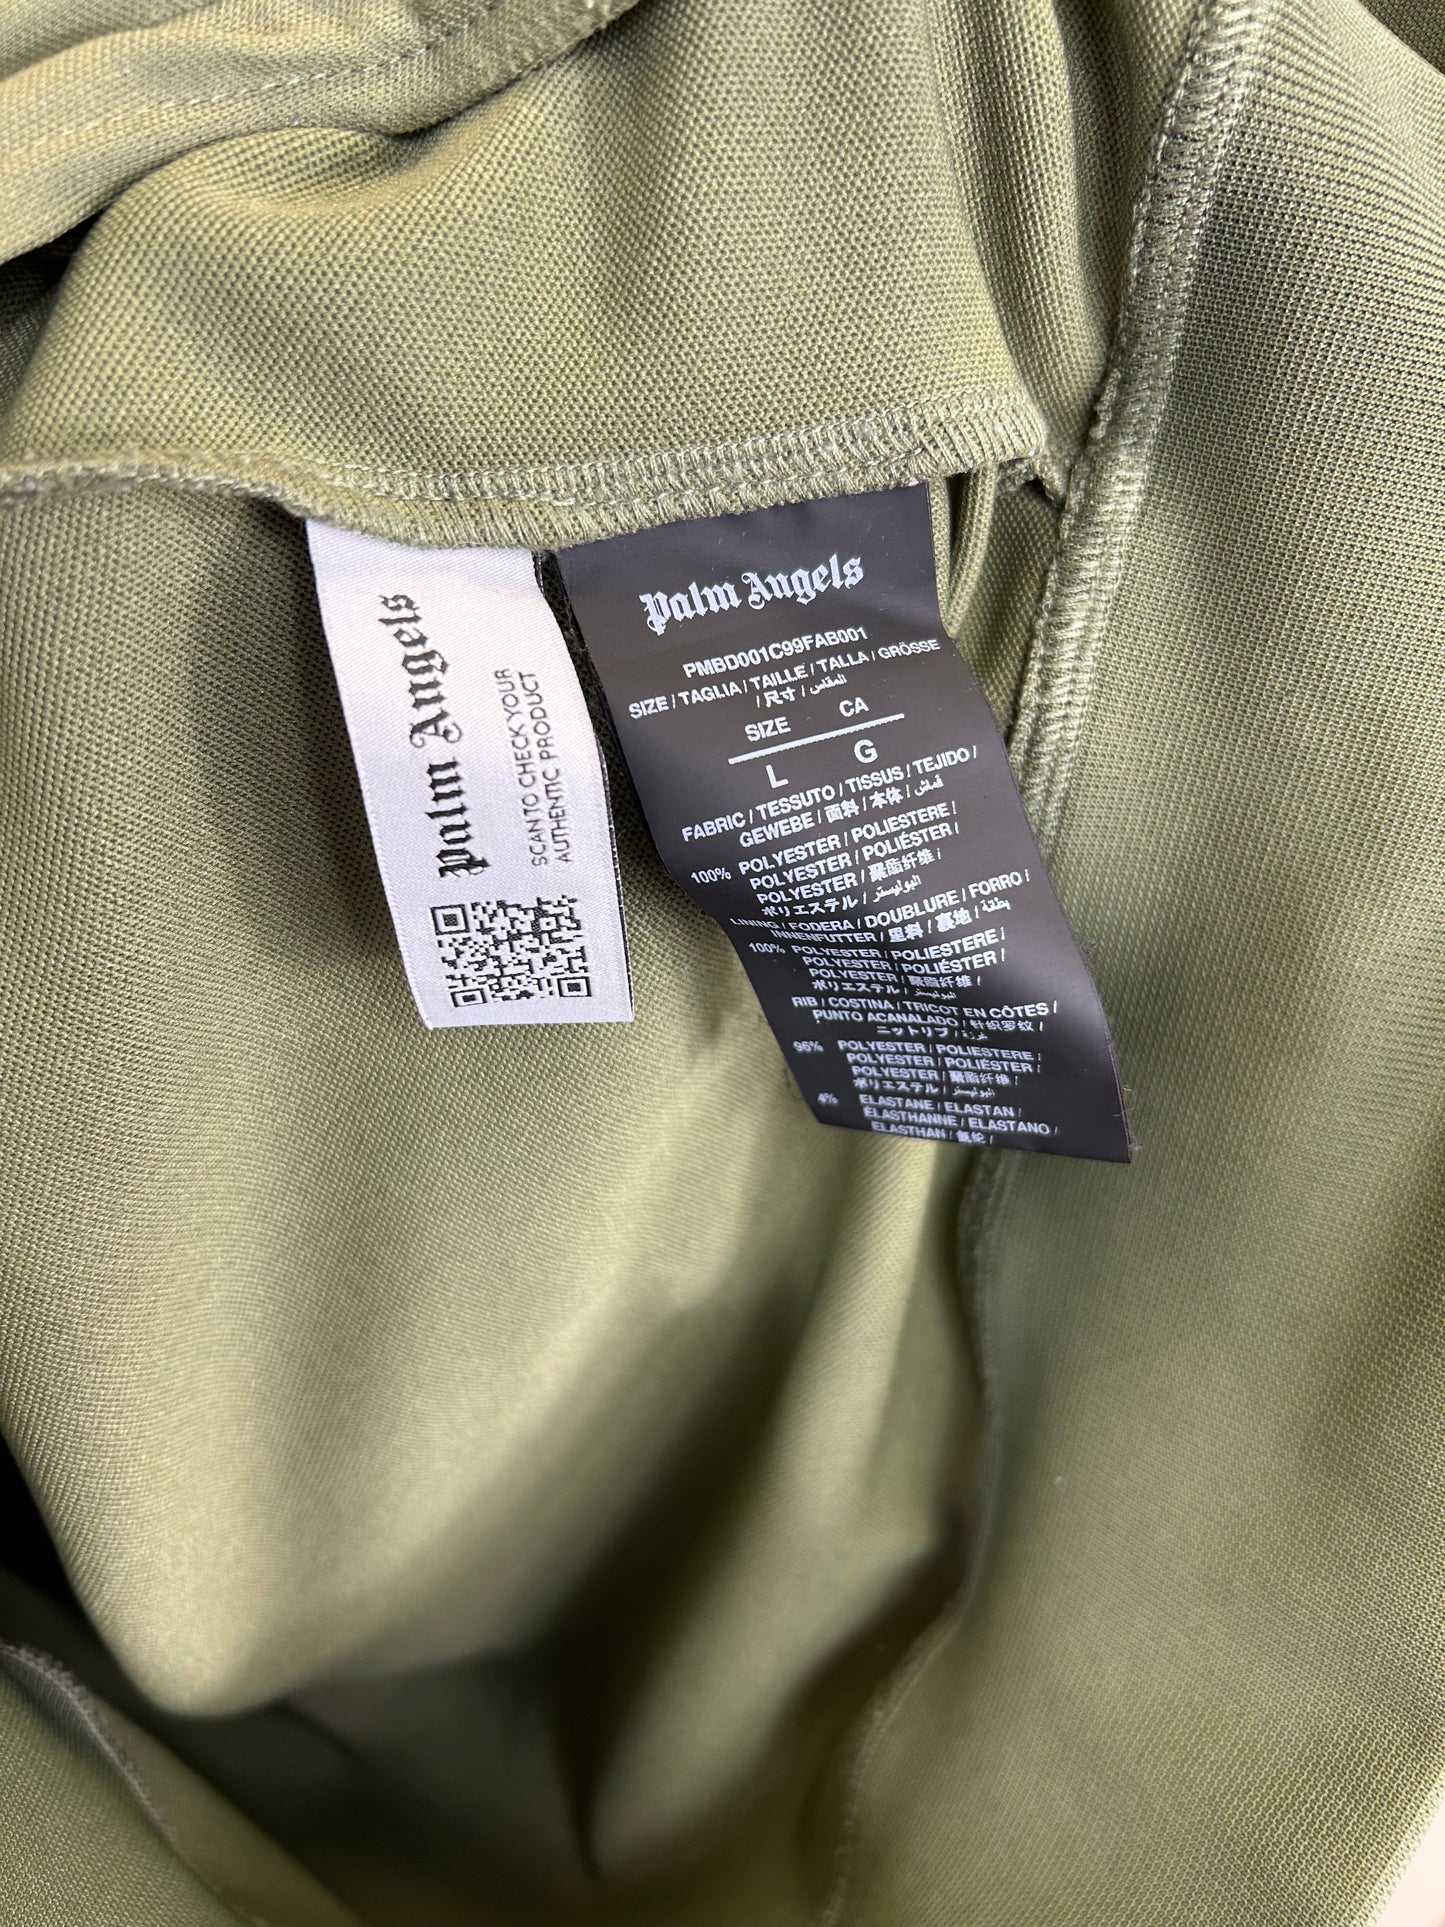 Palm Angels
SCAN TO CHECK YOUR
AUTHENTIC PRODUCT
Palm Angels
PMBD001C99FAB001
SIZE / TAGLIA / TAILLE / TALLA / GRÖSSE
/ 尺寸 / المقاس
SIZE CA
L G
FABRIC / TESSUTO / TISSUS / TEJIDO /
GEWEBE / 面料 / 本体 / قماش
100% POLYESTER / POLIESTERE /
POLYESTER / POLIÉSTER /
POLYESTER / 聚酯纤维 /
ポリエステル / البوليستر
LINING / FODERA / DOUBLURE / FORRO /
INNENFUTTER / 里料 / 裏地 / بطقة
100% POLYESTER / POLIESTERE /
POLYESTER / POLIÉSTER /
POLYESTER / 聚酯纤维 /
ポリエステル / البوليستر
RIB / COSTINA / TRICOT EN CÔTES /
PUNTO ACANALADO / 针织罗纹 /
ニットリブ /
96% POLYESTER / POLIESTERE /
POLYESTER / POLIÉSTER /
POLYESTER / 聚酯纤维 /
ポリエステル / البوليستر
4% ELASTANE / ELASTAN /
ÉLASTHANNE / ELASTANO /
ELASTHAN / 氨纶 /